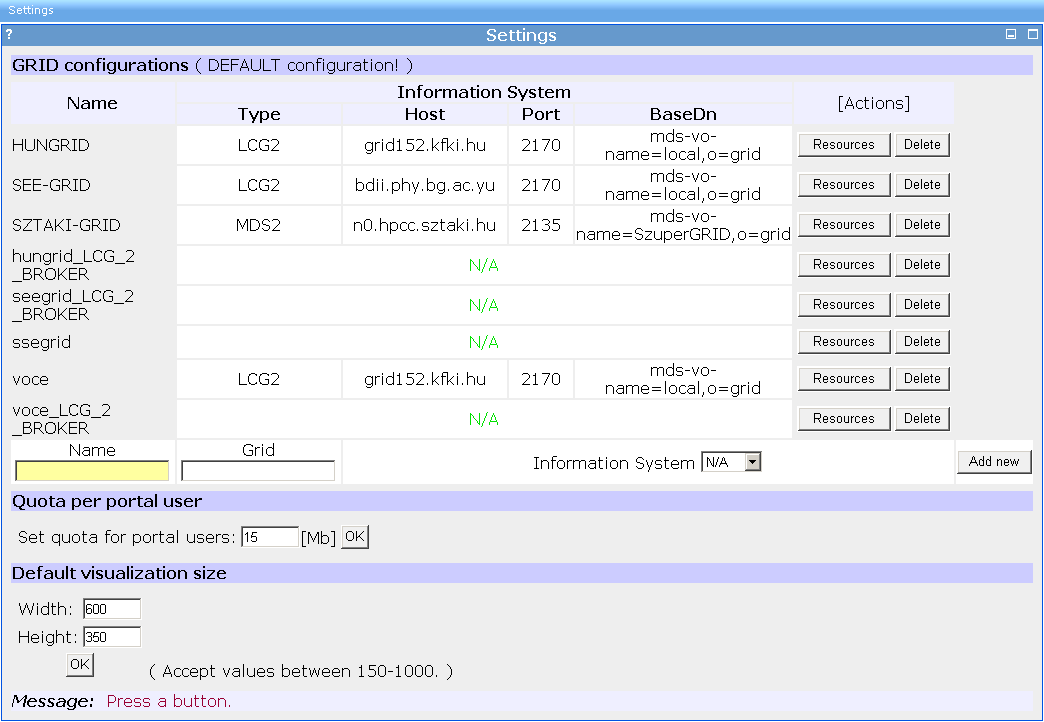 Settings
? Settings
GRID configurations ( DEFAULT configuration! )
Name Information System [Actions]
Type Host Port BaseDn
HUNGRID LCG2 grid152.kfki.hu 2170 mds-vo-
name=local,o=grid Resources Delete
SEE-GRID LCG2 bdii.phy.bg.ac.yu 2170 mds-vo-
name=local,o=grid Resources Delete
SZTAKI-GRID MDS2 n0.hpcc.sztaki.hu 2135 mds-vo-
name=SzuperGRID,o=grid Resources Delete
hungrid_LCG_2
_BROKER N/A Resources Delete
seegrid_LCG_2
_BROKER N/A Resources Delete
ssegrid N/A Resources Delete
voce LCG2 grid152.kfki.hu 2170 mds-vo-
name=local,o=grid Resources Delete
voce_LCG_2
_BROKER N/A Resources Delete
Name Grid
Information System N/A Add new
Quota per portal user
Set quota for portal users: 15 [Mb] OK
Default visualization size
Width: 600
Height: 350
OK ( Accept values between 150-1000. )
Message: Press a button.